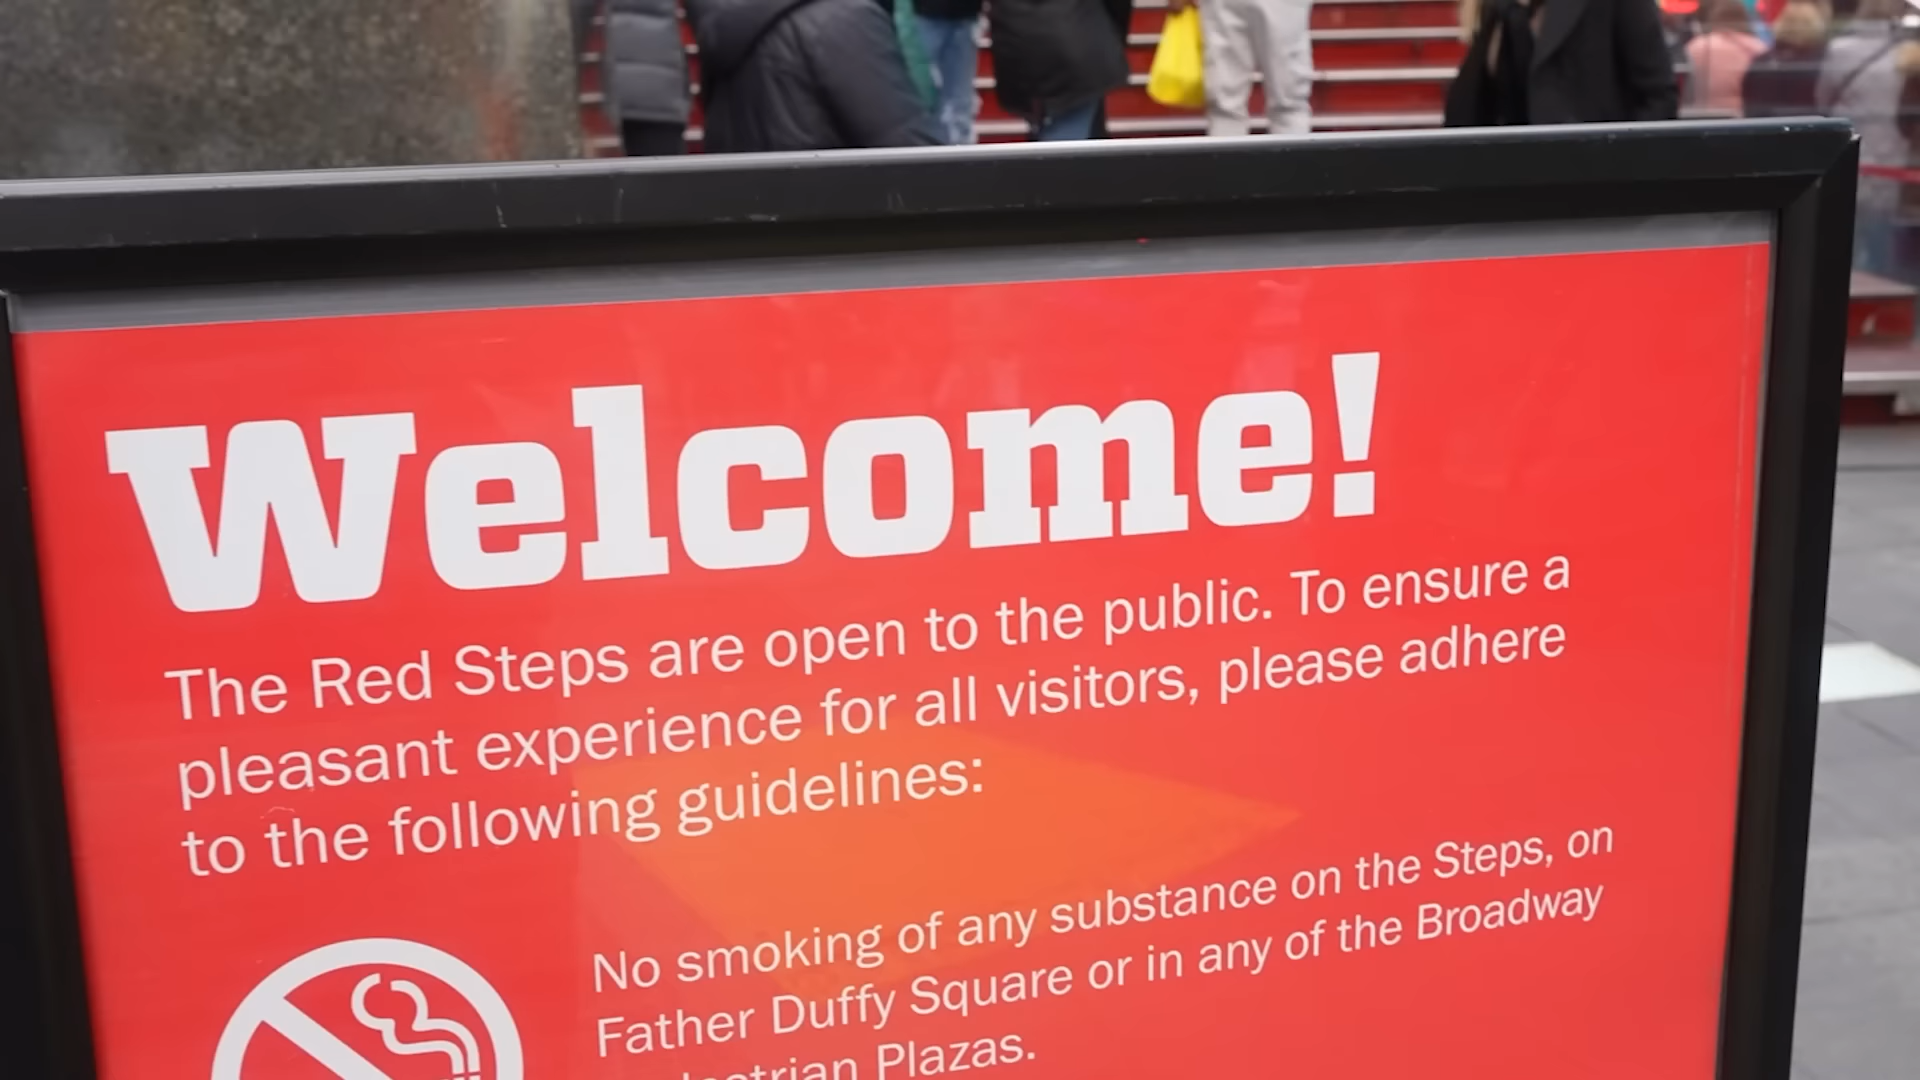 Welcome!
The Red Steps are open to the public. To ensure a
pleasant experience for all visitors, please adhere
to the following guidelines:
No smoking of any substance on the Steps, on
Father Duffy Square or in any of the Broadway
Plazas.